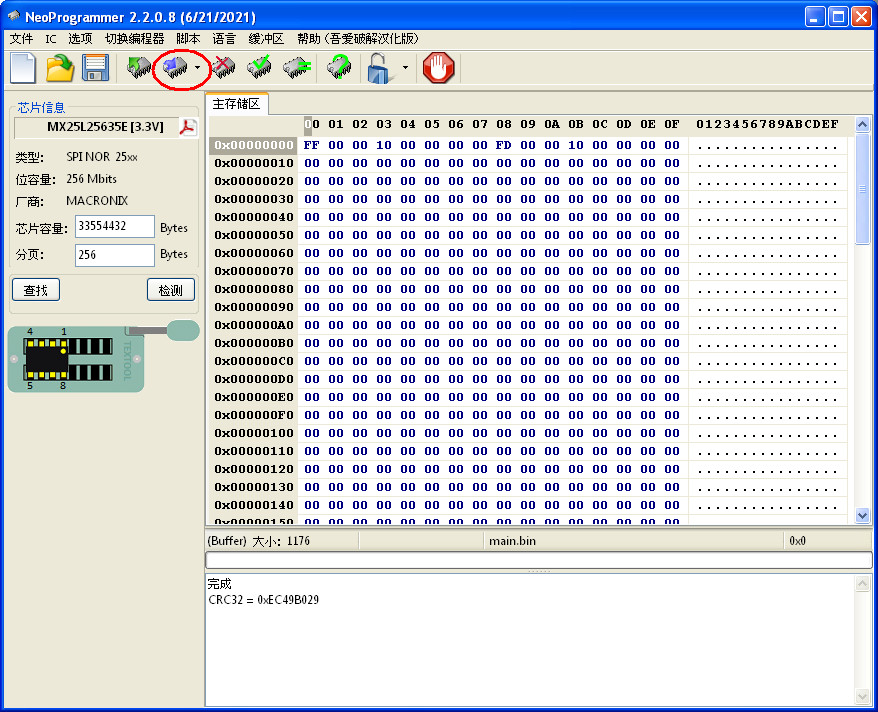 NeoProgrammer 2.2.0.8 (6/21/2021)
文件 IC 选项 切换编程器 脚本 语言 缓冲区 帮助（吾爱破解汉化版）
芯片信息
MX25L25635E [3.3V]
类型: SPI NOR 25xx
位容量: 256 Mbits
厂商: MACRONIX
芯片容量: 33554432 Bytes
分页: 256 Bytes
查找 检测
4 1
TEXTOOL
5 8
主存储区
00 01 02 03 04 05 06 07 08 09 0A 0B 0C 0D 0E 0F 0123456789ABCDEF
0x00000000 FF 00 00 10 00 00 00 00 FD 00 00 10 00 00 00 00 ................
0x00000010 00 00 00 00 00 00 00 00 00 00 00 00 00 00 00 00 ................
0x00000020 00 00 00 00 00 00 00 00 00 00 00 00 00 00 00 00 ................
0x00000030 00 00 00 00 00 00 00 00 00 00 00 00 00 00 00 00 ................
0x00000040 00 00 00 00 00 00 00 00 00 00 00 00 00 00 00 00 ................
0x00000050 00 00 00 00 00 00 00 00 00 00 00 00 00 00 00 00 ................
0x00000060 00 00 00 00 00 00 00 00 00 00 00 00 00 00 00 00 ................
0x00000070 00 00 00 00 00 00 00 00 00 00 00 00 00 00 00 00 ................
0x00000080 00 00 00 00 00 00 00 00 00 00 00 00 00 00 00 00 ................
0x00000090 00 00 00 00 00 00 00 00 00 00 00 00 00 00 00 00 ................
0x000000A0 00 00 00 00 00 00 00 00 00 00 00 00 00 00 00 00 ................
0x000000B0 00 00 00 00 00 00 00 00 00 00 00 00 00 00 00 00 ................
0x000000C0 00 00 00 00 00 00 00 00 00 00 00 00 00 00 00 00 ................
0x000000D0 00 00 00 00 00 00 00 00 00 00 00 00 00 00 00 00 ................
0x000000E0 00 00 00 00 00 00 00 00 00 00 00 00 00 00 00 00 ................
0x000000F0 00 00 00 00 00 00 00 00 00 00 00 00 00 00 00 00 ................
0x00000100 00 00 00 00 00 00 00 00 00 00 00 00 00 00 00 00 ................
0x00000110 00 00 00 00 00 00 00 00 00 00 00 00 00 00 00 00 ................
0x00000120 00 00 00 00 00 00 00 00 00 00 00 00 00 00 00 00 ................
0x00000130 00 00 00 00 00 00 00 00 00 00 00 00 00 00 00 00 ................
0x00000140 00 00 00 00 00 00 00 00 00 00 00 00 00 00 00 00 ................
0x00000150 00 00 00 00 00 00 00 00 00 00 00 00 00 00 00 00
(Buffer) 大小: 1176 main.bin 0x0
完成
CRC32 = 0xEC49B029